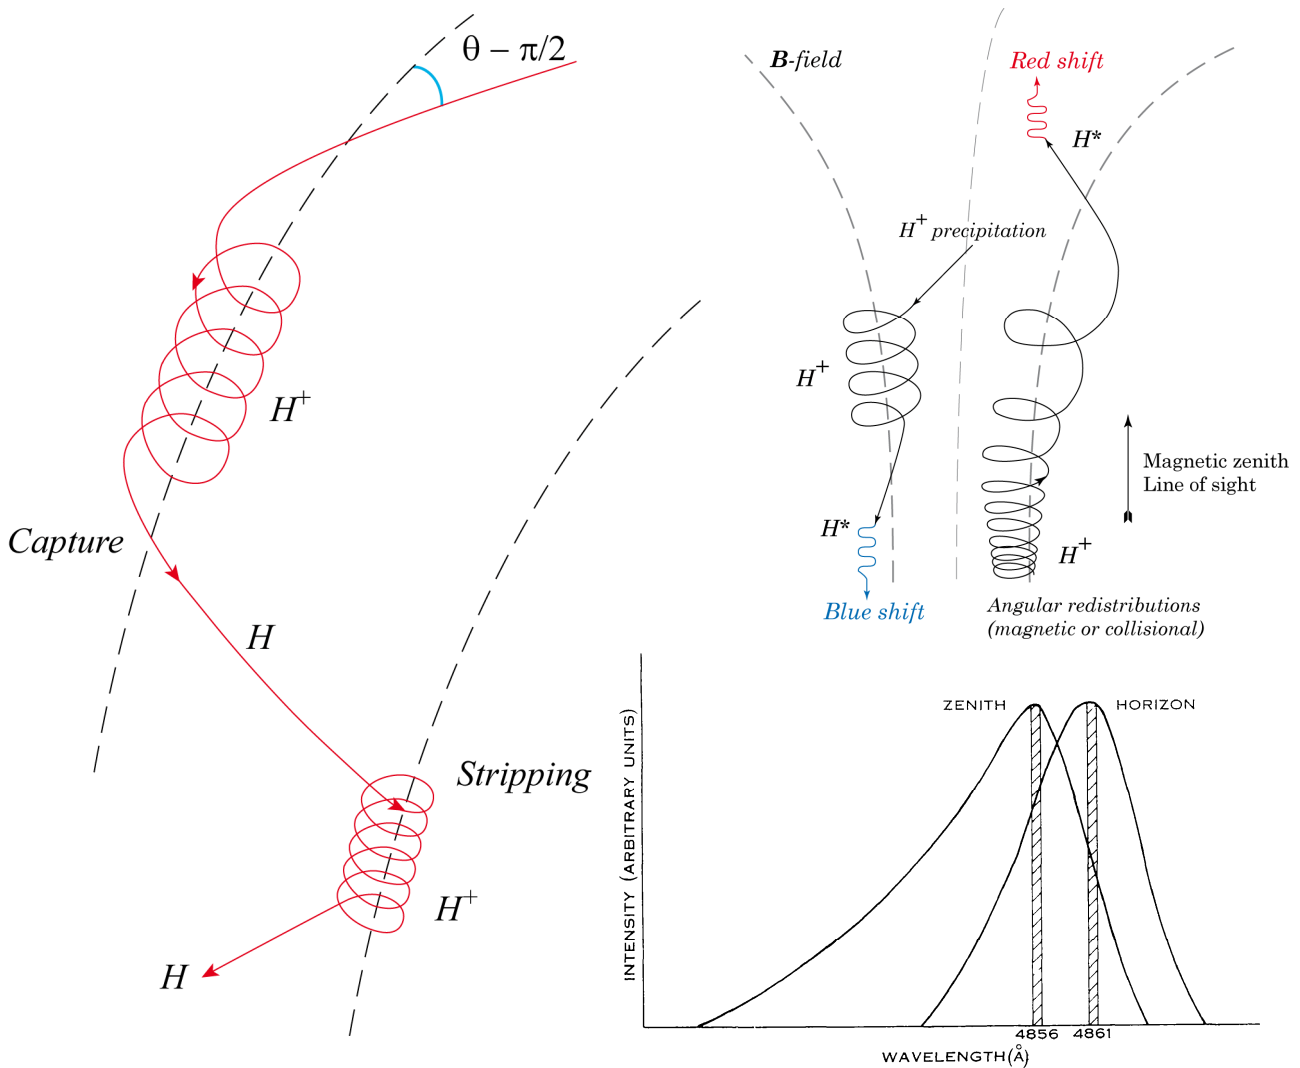 θ − π/2
H⁺
Capture
H
Stripping
H⁺
H
B-field
Red shift
H*
H⁺ precipitation
H⁺
Magnetic zenith
Line of sight
H*
H⁺
Blue shift
Angular redistributions
(magnetic or collisional)
INTENSITY (ARBITRARY UNITS)
ZENITH
HORIZON
4856 4861
WAVELENGTH(Å)